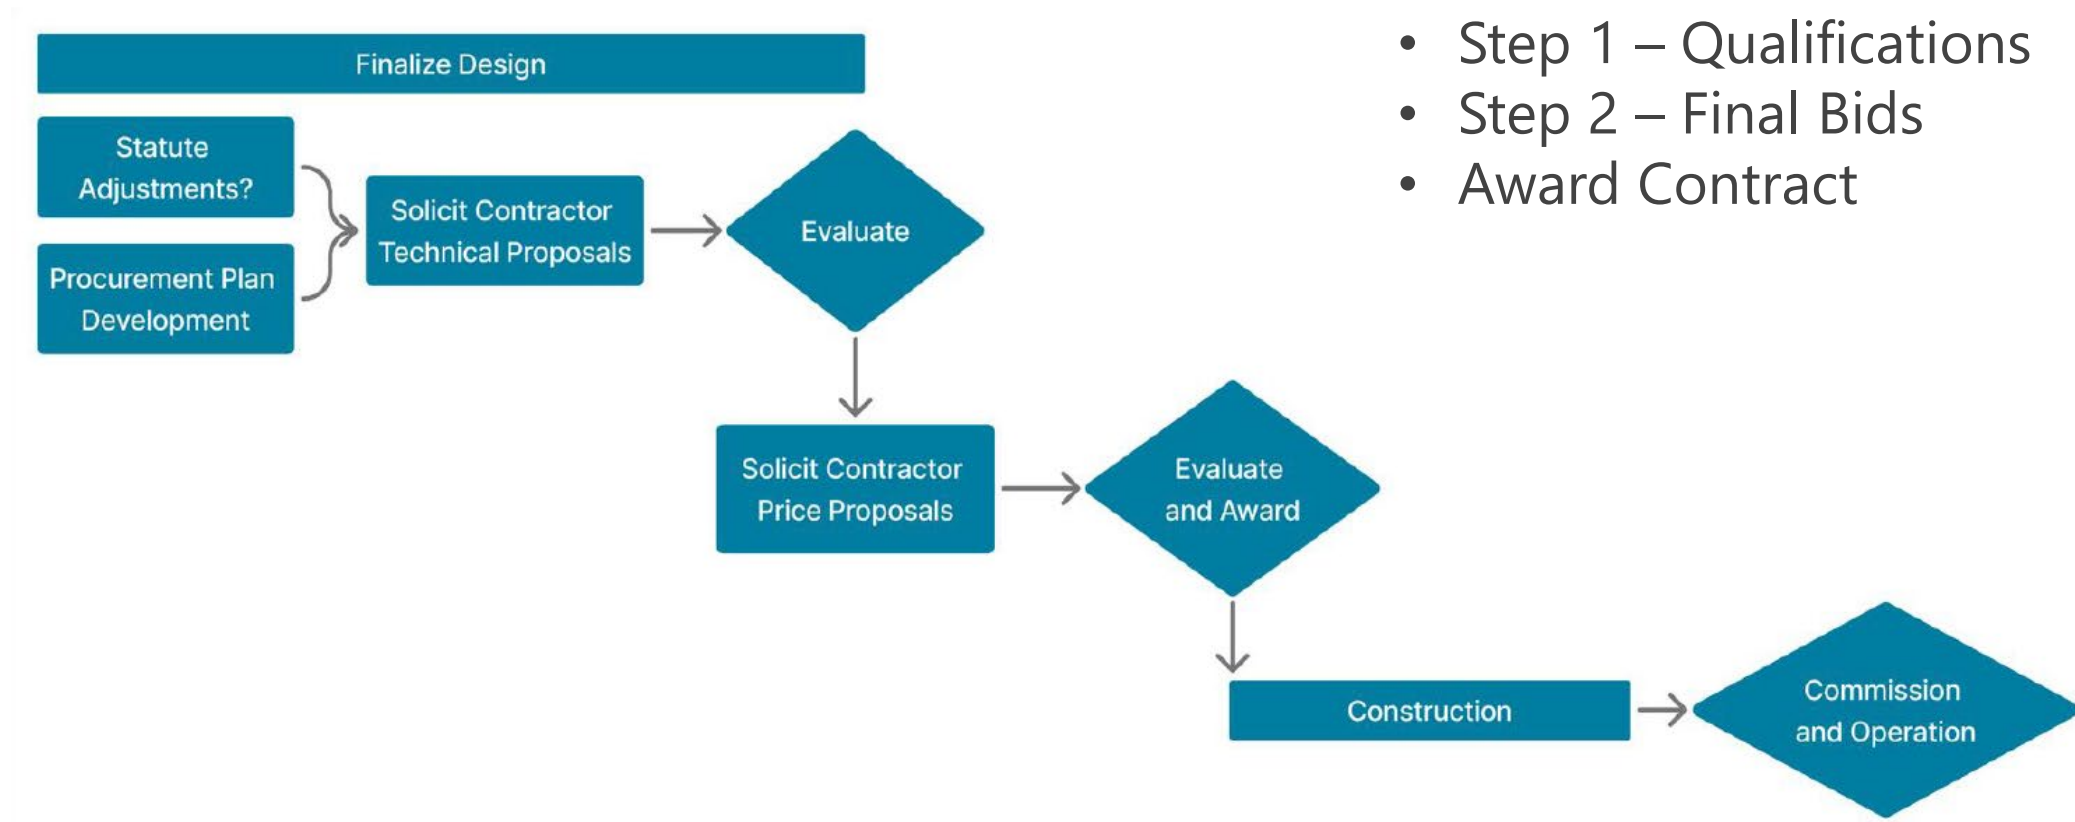 Finalize Design
Statute
Adjustments?
Procurement Plan
Development
Solicit Contractor
Technical Proposals
Evaluate
Solicit Contractor
Price Proposals
Evaluate
and Award
Construction
Commission
and Operation
• Step 1 – Qualifications
• Step 2 – Final Bids
• Award Contract